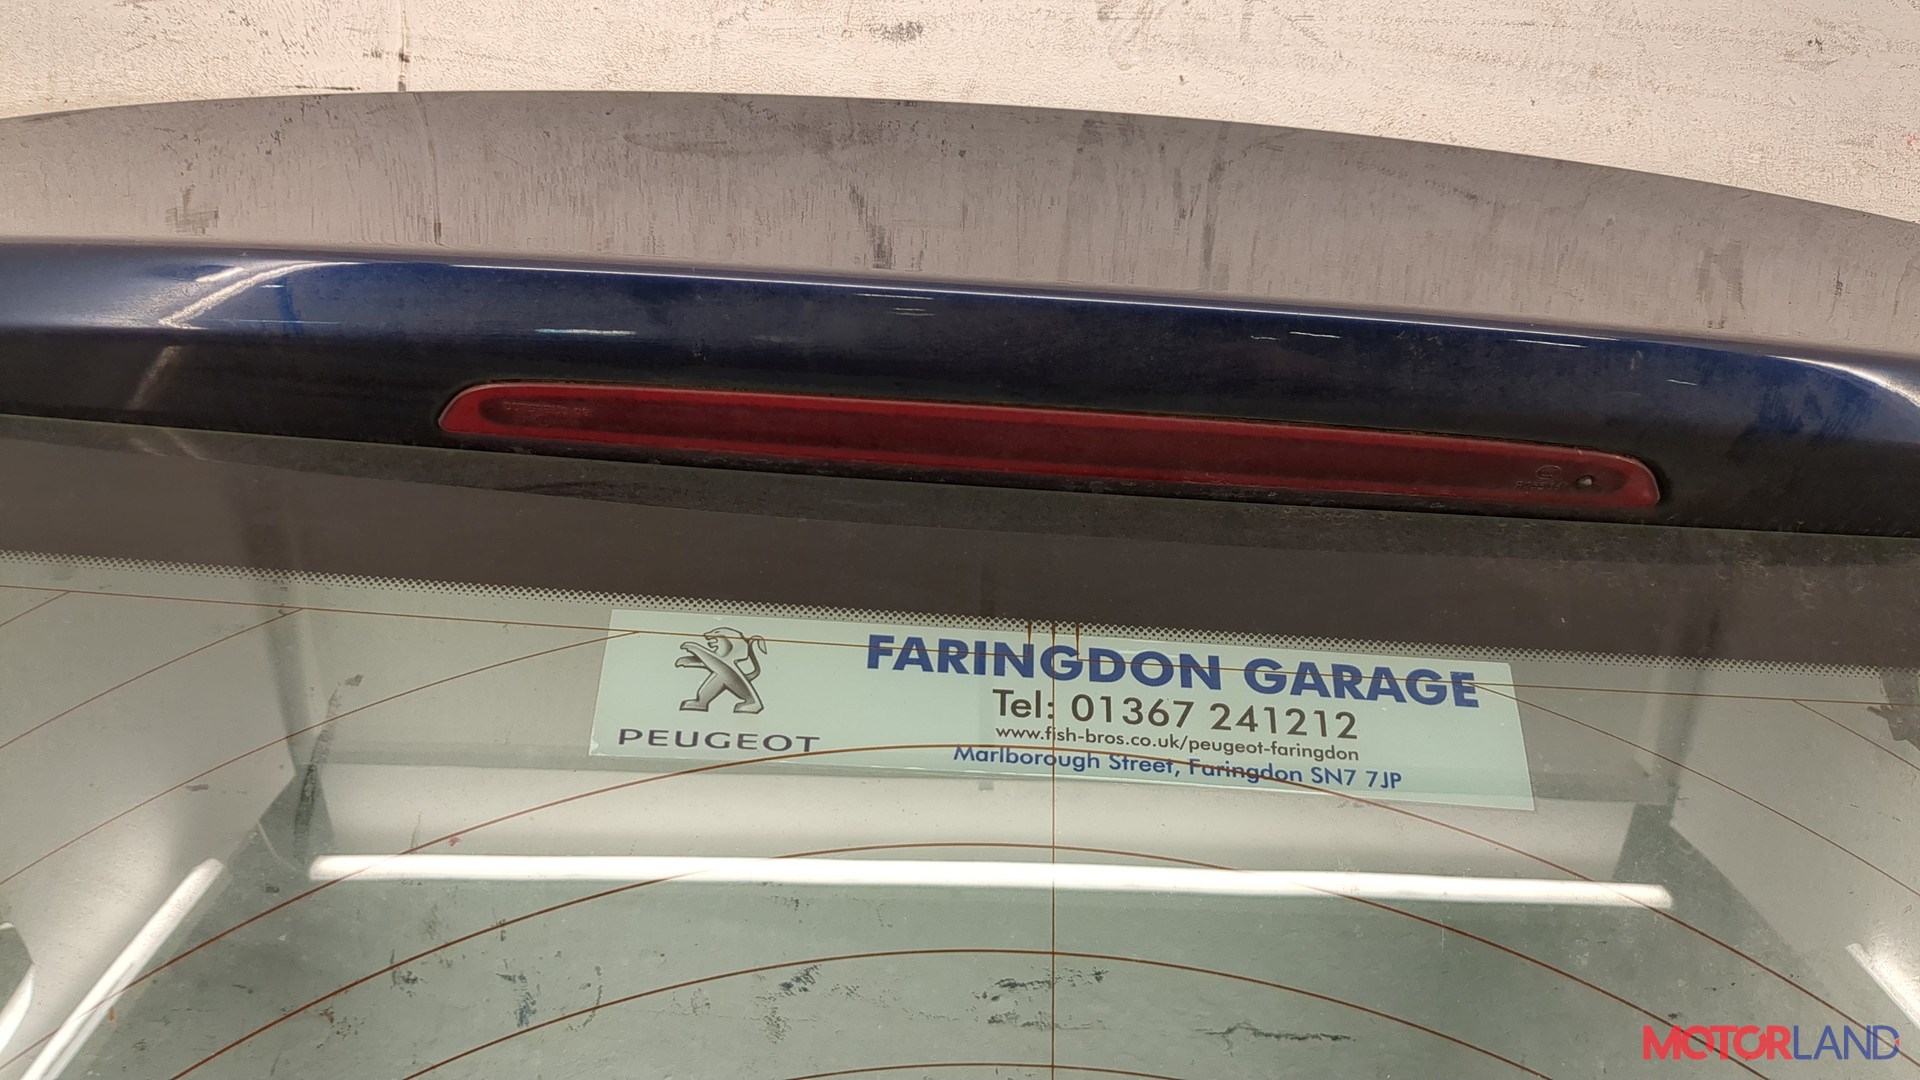 FARINGDON GARAGE
Tel: 01367 241212
www.fish-bros.co.uk/peugeot-faringdon
Marlborough Street, Faringdon SN7 7JP
PEUGEOT
MOTORLAND